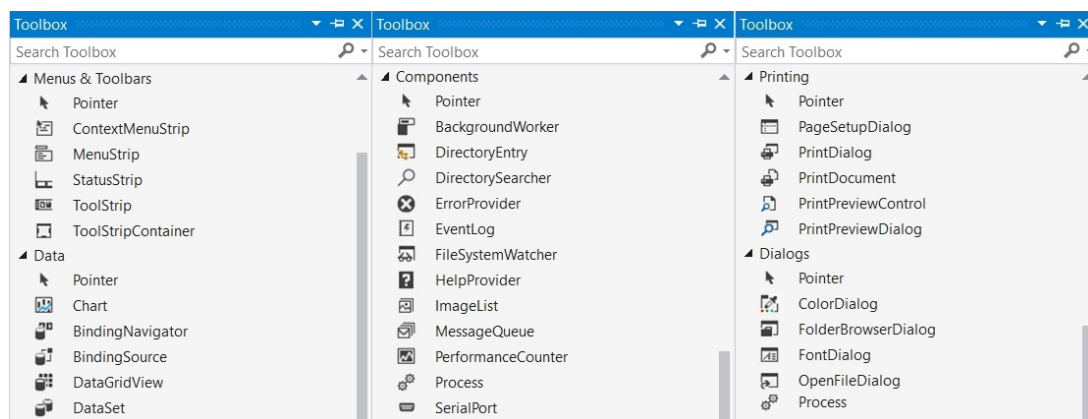 Toolbox
Search Toolbox
Menus & Toolbars
Pointer
ContextMenuStrip
MenuStrip
StatusStrip
ToolStrip
ToolStripContainer
Data
Pointer
Chart
BindingNavigator
BindingSource
DataGridView
DataSet
Toolbox
Search Toolbox
Components
Pointer
BackgroundWorker
DirectoryEntry
DirectorySearcher
ErrorProvider
EventLog
FileSystemWatcher
HelpProvider
ImageList
MessageQueue
PerformanceCounter
Process
SerialPort
Toolbox
Search Toolbox
Printing
Pointer
PageSetupDialog
PrintDialog
PrintDocument
PrintPreviewControl
PrintPreviewDialog
Dialogs
Pointer
ColorDialog
FolderBrowserDialog
FontDialog
OpenFileDialog
Process